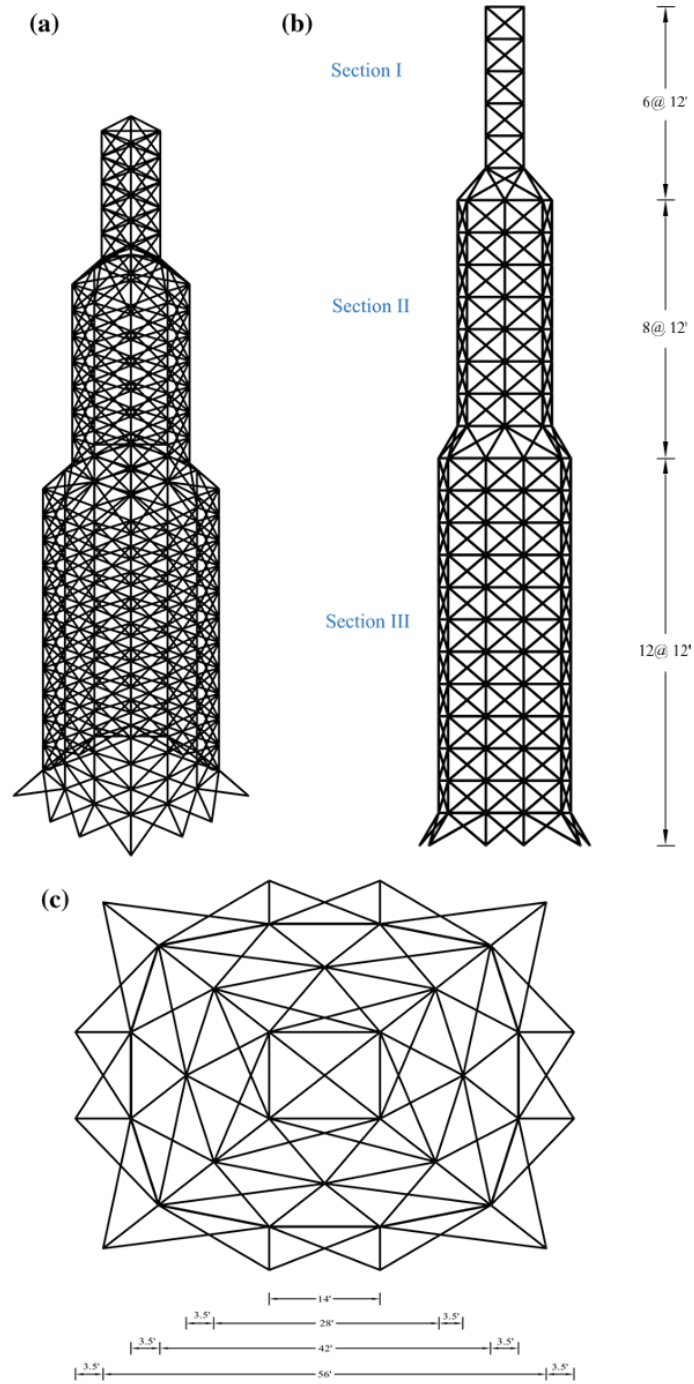 (a)
(b)
Section I
6@ 12'
Section II
8@ 12'
Section III
12@ 12'
(c)
14'
3.5' 28' 3.5'
3.5' 42' 3.5'
3.5' 56' 3.5'